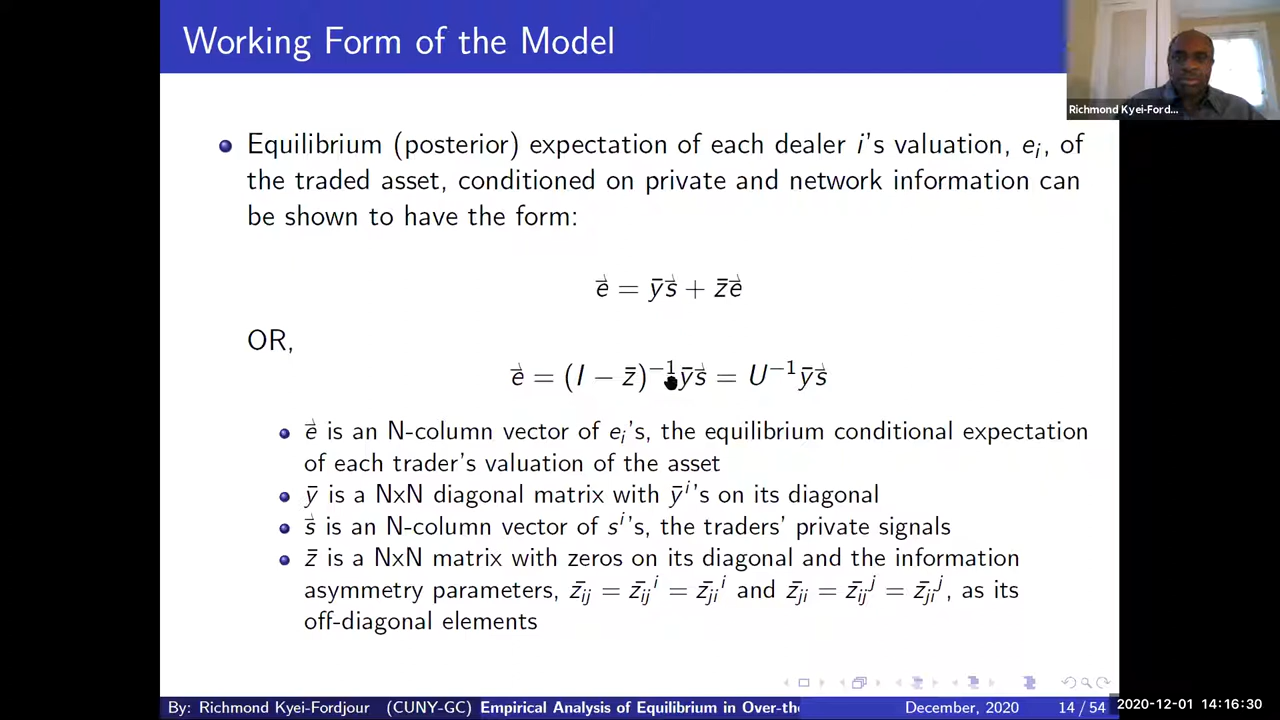 Working Form of the Model
Richmond Kyei-Ford...
Equilibrium (posterior) expectation of each dealer i's valuation, e_i, of
the traded asset, conditioned on private and network information can
be shown to have the form:
e⃗ = ȳs⃗ + z̄e⃗
OR,
e⃗ = (I − z̄)⁻¹ȳs⃗ = U⁻¹ȳs⃗
e⃗ is an N-column vector of e_i's, the equilibrium conditional expectation
of each trader's valuation of the asset
ȳ is a NxN diagonal matrix with ȳ^i's on its diagonal
s⃗ is an N-column vector of s^i's, the traders' private signals
z̄ is a NxN matrix with zeros on its diagonal and the information
asymmetry parameters, z̄_ij = z̄_ij^i = z̄_ji^i and z̄_ji = z̄_ij^j = z̄_ji^j, as its
off-diagonal elements
By: Richmond Kyei-Fordjour (CUNY-GC) Empirical Analysis of Equilibrium in Over-th December, 2020 14 / 54 2020-12-01 14:16:30